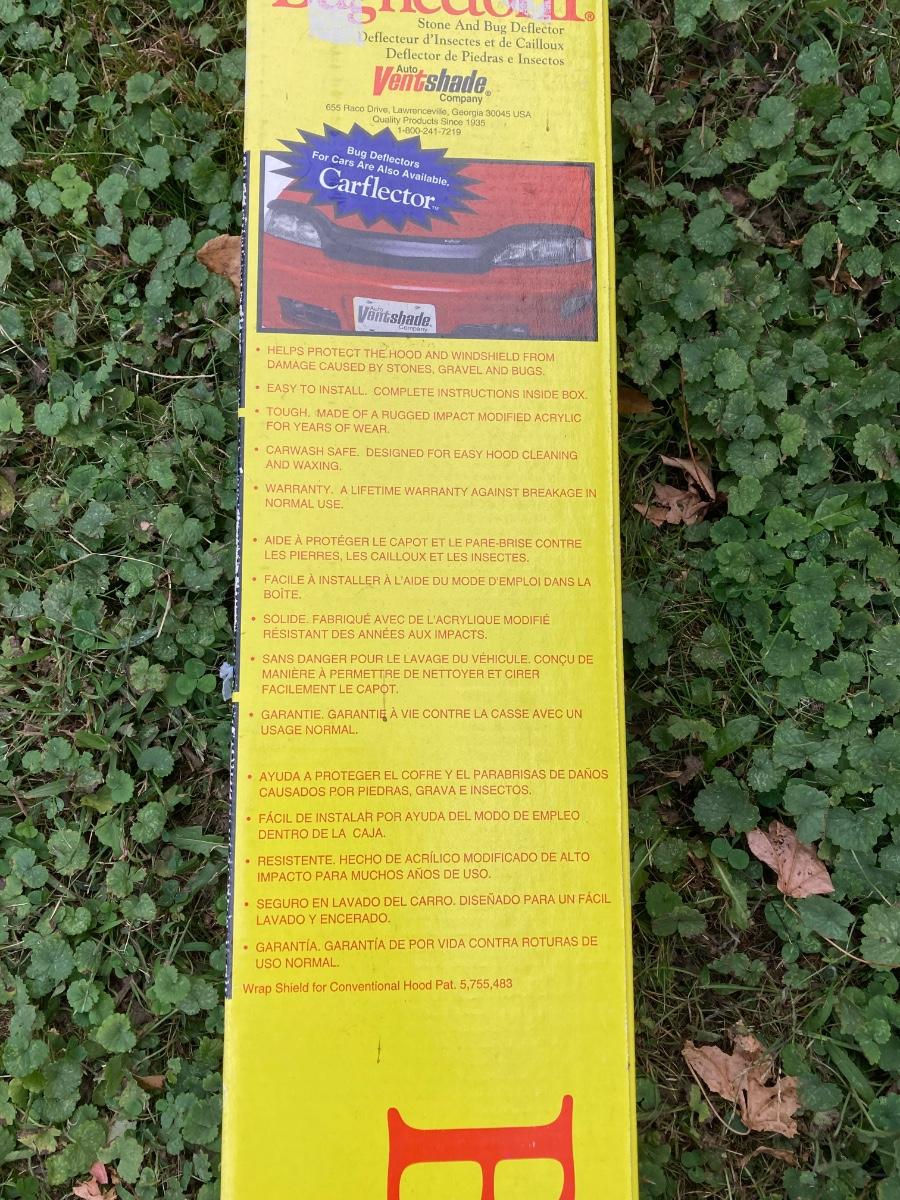 Bugflector II®
Stone And Bug Deflector
Deflecteur d'Insectes et de Cailloux
Deflector de Piedras e Insectos
Auto
Ventshade®
Company
655 Raco Drive, Lawrenceville, Georgia 30045 USA
Quality Products Since 1935
1-800-241-7219
Bug Deflectors
For Cars Are Also Available.
Carflector™
Auto
Ventshade®
Company
• HELPS PROTECT THE HOOD AND WINDSHIELD FROM
DAMAGE CAUSED BY STONES, GRAVEL AND BUGS.
• EASY TO INSTALL. COMPLETE INSTRUCTIONS INSIDE BOX.
• TOUGH. MADE OF A RUGGED IMPACT MODIFIED ACRYLIC
FOR YEARS OF WEAR.
• CARWASH SAFE. DESIGNED FOR EASY HOOD CLEANING
AND WAXING.
• WARRANTY. A LIFETIME WARRANTY AGAINST BREAKAGE IN
NORMAL USE.
• AIDE À PROTÉGER LE CAPOT ET LE PARE-BRISE CONTRE
LES PIERRES, LES CAILLOUX ET LES INSECTES.
• FACILE À INSTALLER À L'AIDE DU MODE D'EMPLOI DANS LA
BOÎTE.
• SOLIDE. FABRIQUÉ AVEC DE L'ACRYLIQUE MODIFIÉ
RÉSISTANT DES ANNÉES AUX IMPACTS.
• SANS DANGER POUR LE LAVAGE DU VÉHICULE. CONÇU DE
MANIÈRE À PERMETTRE DE NETTOYER ET CIRER
FACILEMENT LE CAPOT.
• GARANTIE. GARANTIE À VIE CONTRE LA CASSE AVEC UN
USAGE NORMAL.
• AYUDA A PROTEGER EL COFRE Y EL PARABRISAS DE DAÑOS
CAUSADOS POR PIEDRAS, GRAVA E INSECTOS.
• FÁCIL DE INSTALAR POR AYUDA DEL MODO DE EMPLEO
DENTRO DE LA CAJA.
• RESISTENTE. HECHO DE ACRÍLICO MODIFICADO DE ALTO
IMPACTO PARA MUCHOS AÑOS DE USO.
• SEGURO EN LAVADO DEL CARRO. DISEÑADO PARA UN FÁCIL
LAVADO Y ENCERADO.
• GARANTÍA. GARANTÍA DE POR VIDA CONTRA ROTURAS DE
USO NORMAL.
Wrap Shield for Conventional Hood Pat. 5,755,483